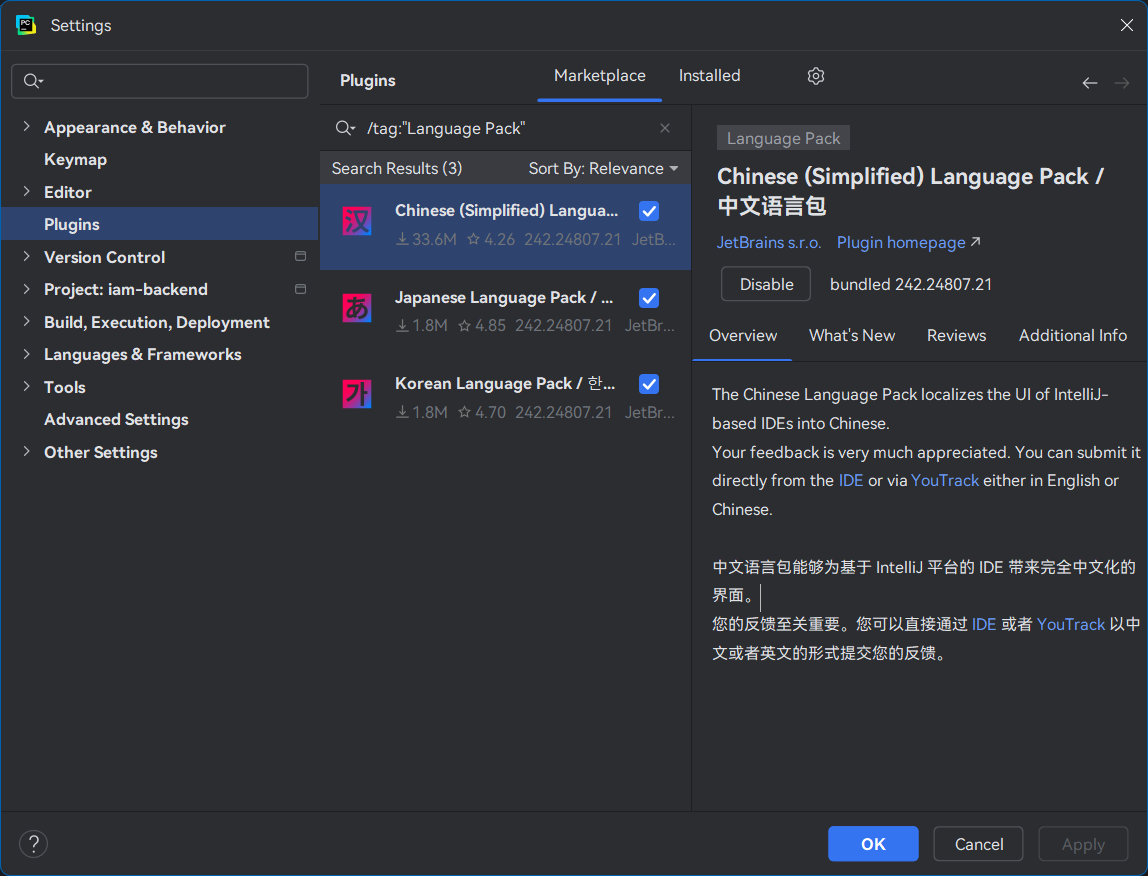 Settings
Appearance & Behavior
Keymap
Editor
Plugins
Version Control
Project: iam-backend
Build, Execution, Deployment
Languages & Frameworks
Tools
Advanced Settings
Other Settings
Plugins
Marketplace
Installed
/tag:"Language Pack"
Search Results (3)
Sort By: Relevance
汉
Chinese (Simplified) Langua...
33.6M 4.26 242.24807.21 JetB...
あ
Japanese Language Pack / ...
1.8M 4.85 242.24807.21 JetBr...
가
Korean Language Pack / 한...
1.8M 4.70 242.24807.21 JetBr...
Language Pack
Chinese (Simplified) Language Pack /
中文语言包
JetBrains s.r.o. Plugin homepage
Disable
bundled 242.24807.21
Overview
What's New
Reviews
Additional Info
The Chinese Language Pack localizes the UI of IntelliJ-
based IDEs into Chinese.
Your feedback is very much appreciated. You can submit it
directly from the IDE or via YouTrack either in English or
Chinese.
中文语言包能够为基于 IntelliJ 平台的 IDE 带来完全中文化的
界面。
您的反馈至关重要。您可以直接通过 IDE 或者 YouTrack 以中
文或者英文的形式提交您的反馈。
?
OK
Cancel
Apply